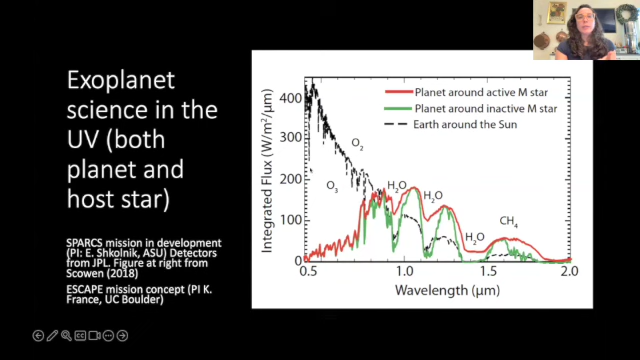 Exoplanet
science in the
UV (both
planet and
host star)
SPARCS mission in development
(PI: E. Shkolnik, ASU) Detectors
from JPL. Figure at right from
Scowen (2018)
ESCAPE mission concept (PI K.
France, UC Boulder)
Integrated Flux (W/m²/μm)
400
300
200
100
0
Planet around active M star
Planet around inactive M star
Earth around the Sun
O₂
O₃
H₂O
H₂O
H₂O
CH₄
0.5
1.0
1.5
2.0
Wavelength (μm)
CC